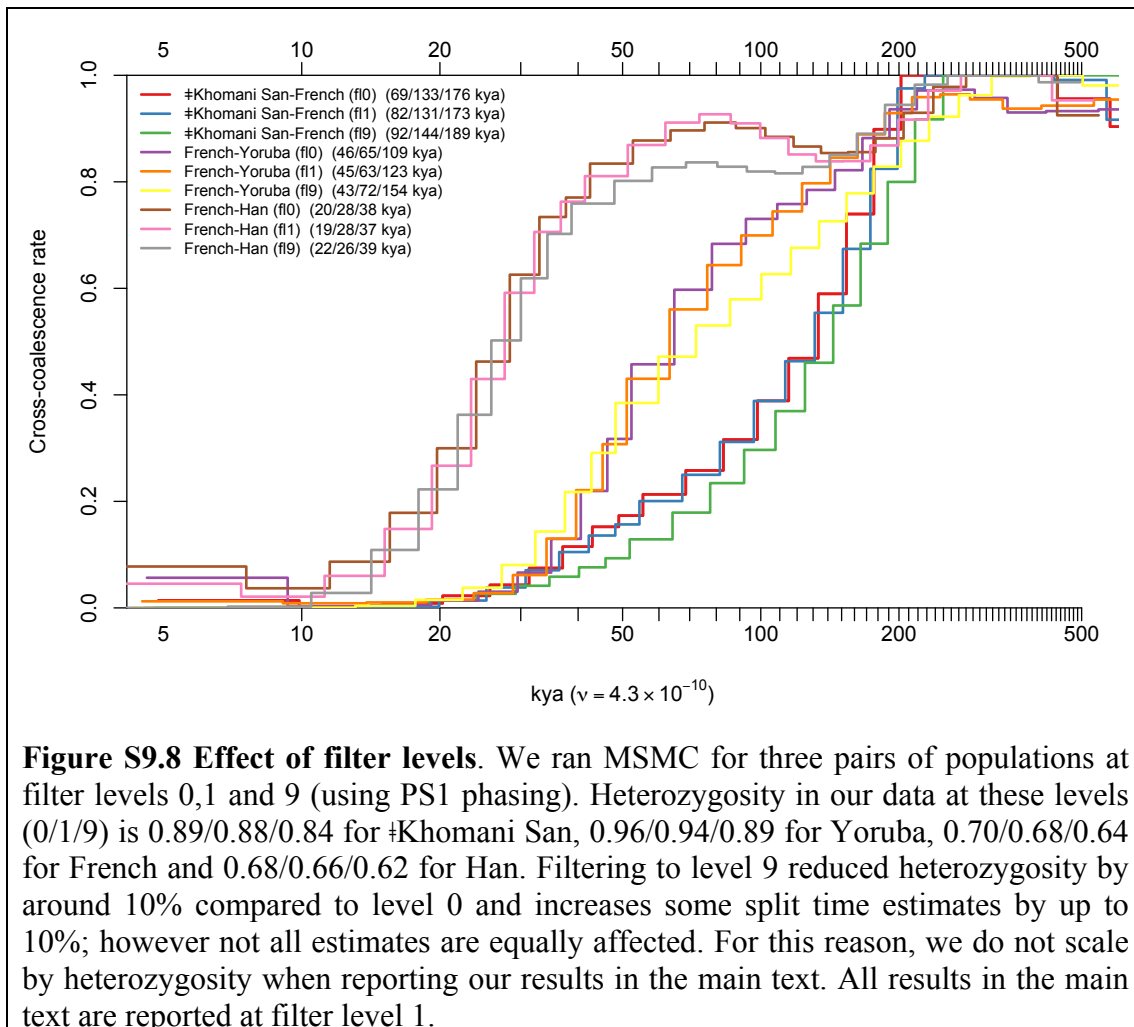 5 10 20 50 100 200 500
1.0
0.8
0.6
0.4
0.2
0.0
Cross-coalescence rate
ǂKhomani San-French (fl0) (69/133/176 kya)
ǂKhomani San-French (fl1) (82/131/173 kya)
ǂKhomani San-French (fl9) (92/144/189 kya)
French-Yoruba (fl0) (46/65/109 kya)
French-Yoruba (fl1) (45/63/123 kya)
French-Yoruba (fl9) (43/72/154 kya)
French-Han (fl0) (20/28/38 kya)
French-Han (fl1) (19/28/37 kya)
French-Han (fl9) (22/26/39 kya)
5 10 20 50 100 200 500
kya (ν = 4.3 × 10⁻¹⁰)
Figure S9.8 Effect of filter levels. We ran MSMC for three pairs of populations at
filter levels 0,1 and 9 (using PS1 phasing). Heterozygosity in our data at these levels
(0/1/9) is 0.89/0.88/0.84 for ǂKhomani San, 0.96/0.94/0.89 for Yoruba, 0.70/0.68/0.64
for French and 0.68/0.66/0.62 for Han. Filtering to level 9 reduced heterozygosity by
around 10% compared to level 0 and increases some split time estimates by up to
10%; however not all estimates are equally affected. For this reason, we do not scale
by heterozygosity when reporting our results in the main text. All results in the main
text are reported at filter level 1.